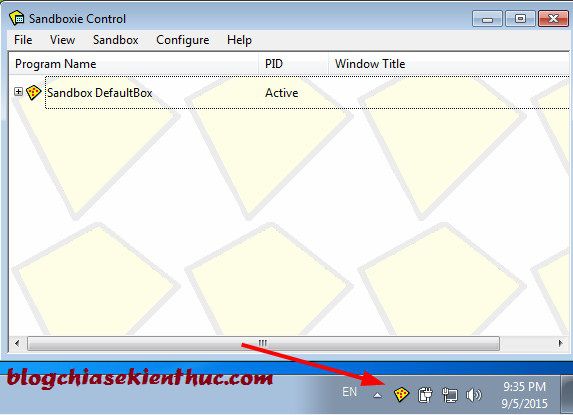 Sandboxie Control
File View Sandbox Configure Help
Program Name PID Window Title
Sandbox DefaultBox Active
blogchiasekienthuc.com
EN 9:35 PM
9/5/2015